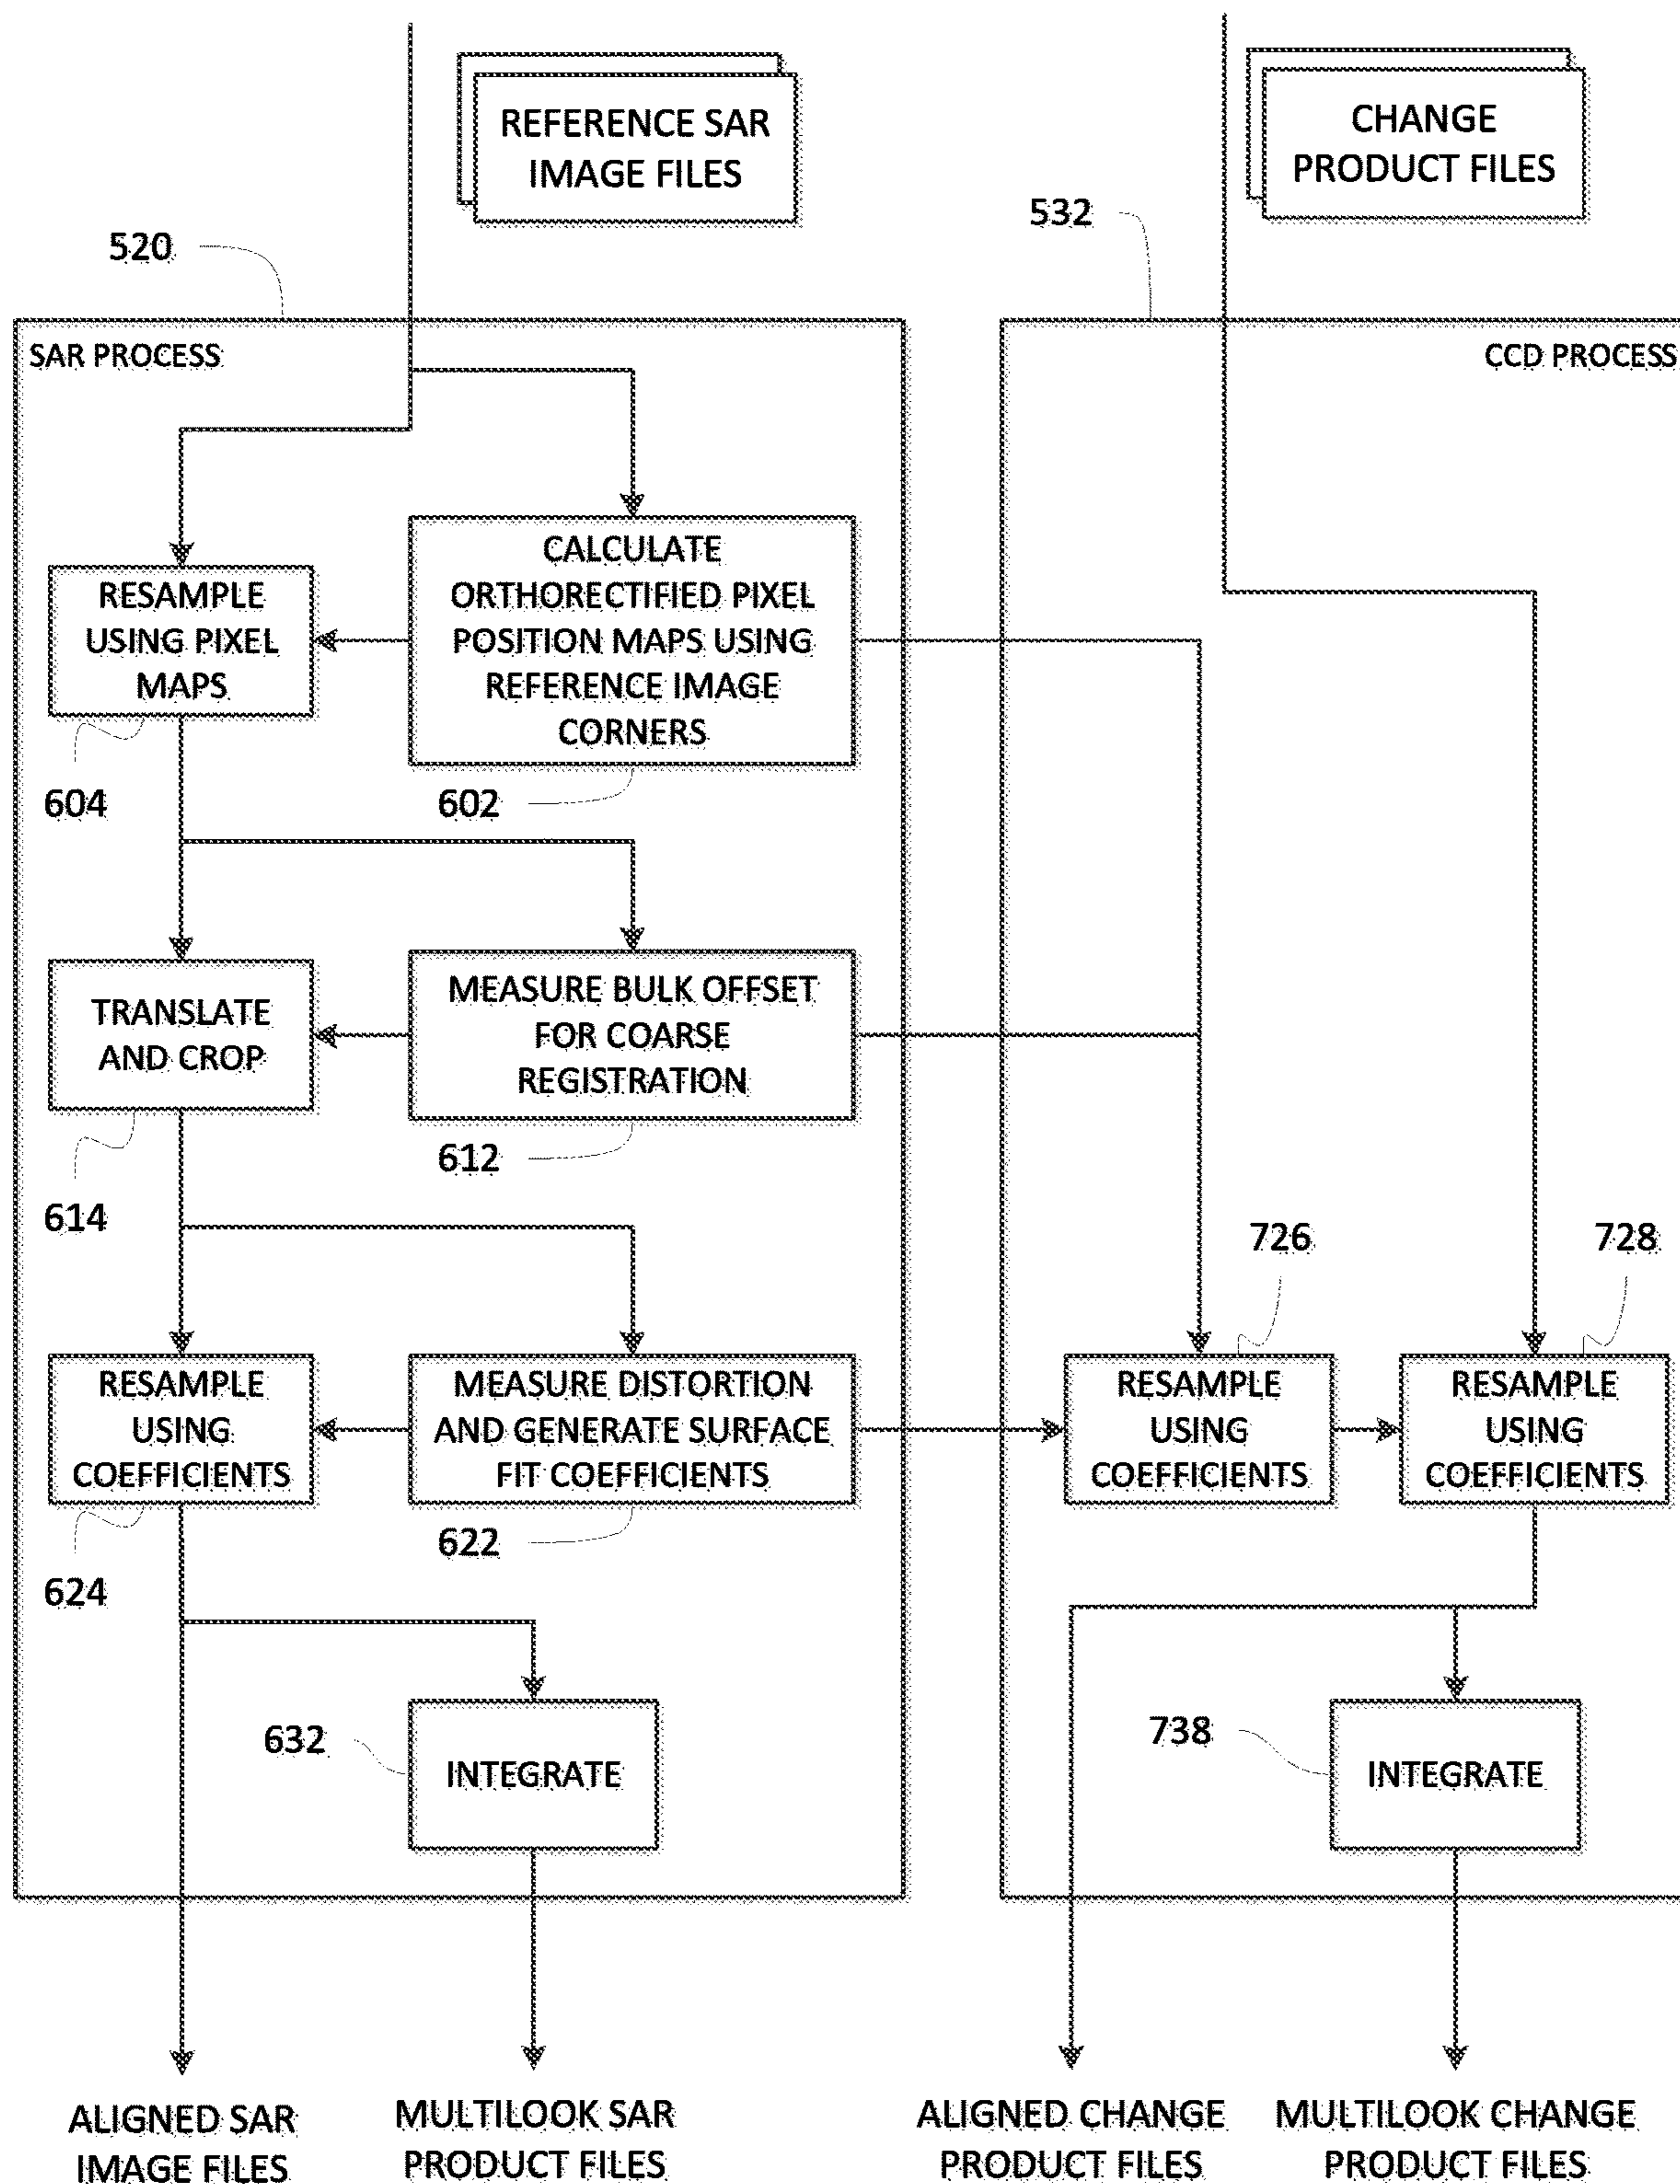 REFERENCE SAR
IMAGE FILES
CHANGE
PRODUCT FILES
520
532
SAR PROCESS
CCD PROCESS
CALCULATE
ORTHORECTIFIED PIXEL
POSITION MAPS USING
REFERENCE IMAGE
CORNERS
RESAMPLE
USING PIXEL
MAPS
604
602
TRANSLATE
AND CROP
MEASURE BULK OFFSET
FOR COARSE
REGISTRATION
614
612
726
728
RESAMPLE
USING
COEFFICIENTS
MEASURE DISTORTION
AND GENERATE SURFACE
FIT COEFFICIENTS
RESAMPLE
USING
COEFFICIENTS
RESAMPLE
USING
COEFFICIENTS
624
622
632
INTEGRATE
738
INTEGRATE
ALIGNED SAR
IMAGE FILES
MULTILOOK SAR
PRODUCT FILES
ALIGNED CHANGE
PRODUCT FILES
MULTILOOK CHANGE
PRODUCT FILES